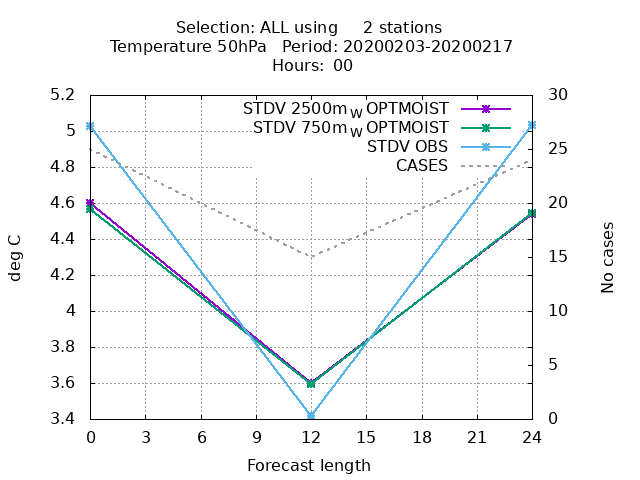 Selection: ALL using 2 stations
Temperature 50hPa Period: 20200203-20200217
Hours: 00
5.2
5
4.8
4.6
4.4
4.2
4
3.8
3.6
3.4
deg C
STDV 2500m_W OPTMOIST
STDV 750m_W OPTMOIST
STDV OBS
CASES
30
25
20
15
10
5
0
No cases
0 3 6 9 12 15 18 21 24
Forecast length